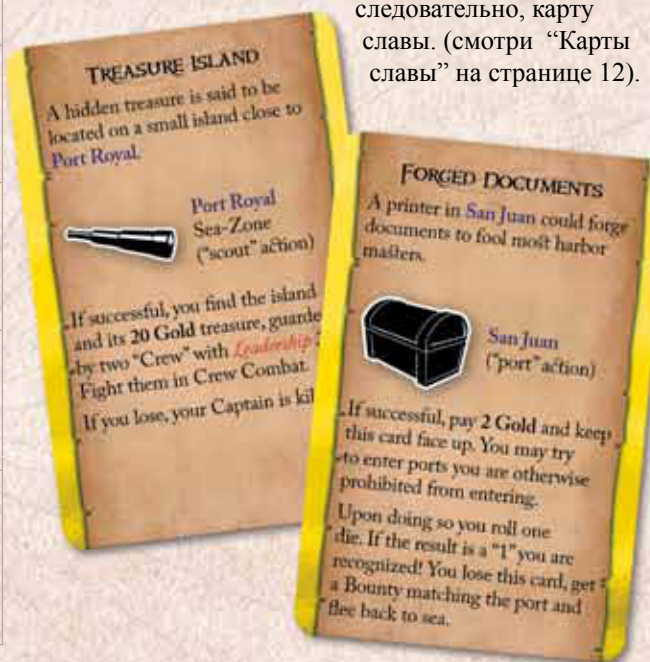 следовательно, карту
славы. (смотри “Карты
славы” на странице 12).
TREASURE ISLAND
A hidden treasure is said to be
located on a small island close to
Port Royal.
Port Royal
Sea-Zone
("scout" action)
If successful, you find the island
and its 20 Gold treasure,
by two "Crew" with Leadership
Fight them in Crew Combat.
If you lose, your Captain is
FORGED DOCUMENTS
A printer in San Juan could forge
documents to fool most harbor
masters.
San Juan
("port" action)
If successful, pay 2 Gold and keep
this card face up. You may try
to enter ports you are otherwise
prohibited from entering.
Upon doing so you roll one
die. If the result is a "1" you are
recognized! You lose this card, get
a Bounty matching the port and
flee back to sea.